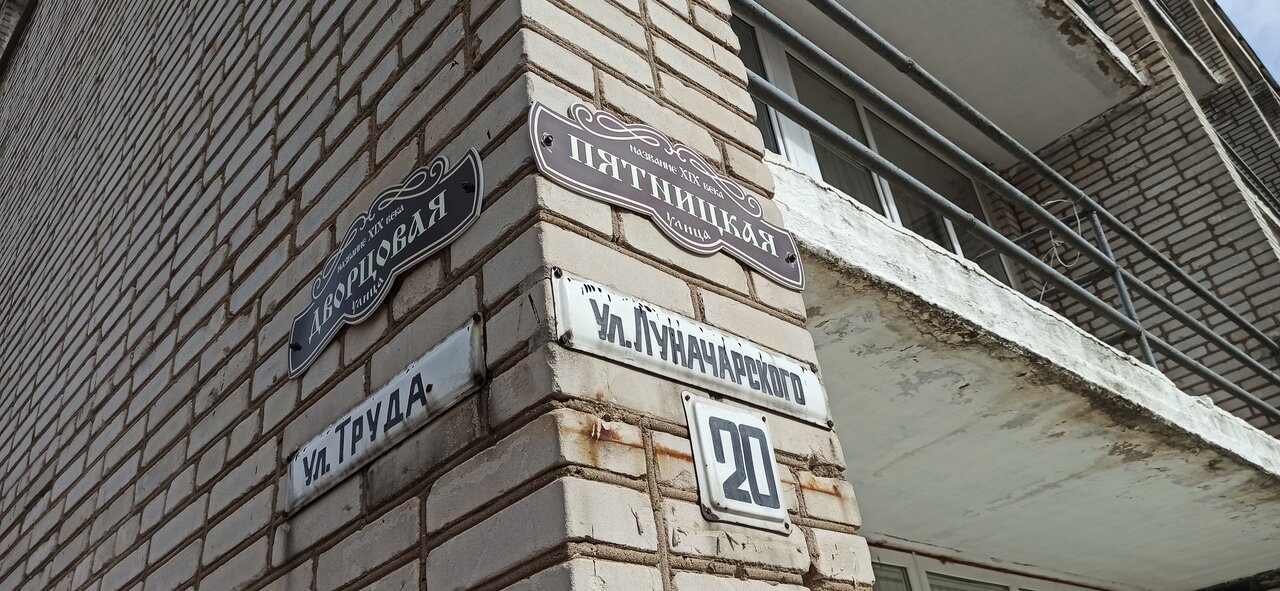 название XIX века
ДВОРЦОВАЯ
улица
ул. ТРУДА
название XIX века
ПЯТНИЦКАЯ
улица
ул. ЛУНАЧАРСКОГО
20